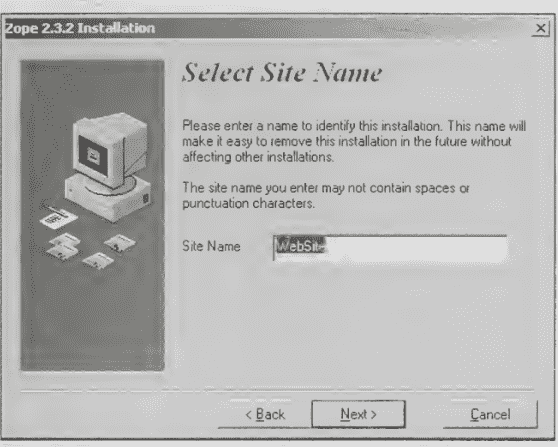 Zope 2.3.2 Installation
Select Site Name
Please enter a name to identify this installation. This name will
make it easy to remove this installation in the future without
affecting other installations.
The site name you enter may not contain spaces or
punctuation characters.
Site Name
WebSite
< Back
Next >
Cancel